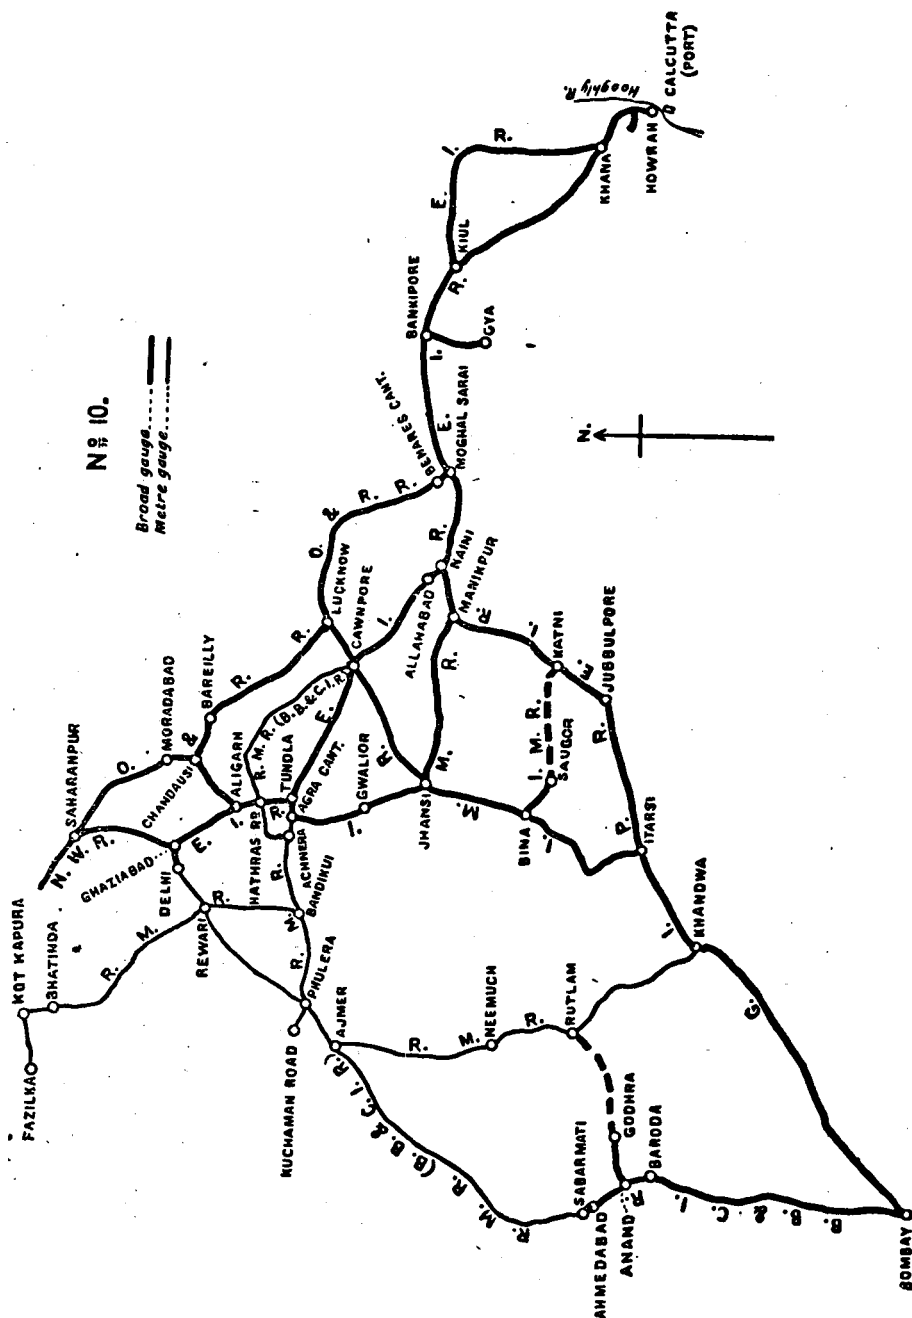 Nº 10.
Broad gauge......
Metre gauge......
N.
FAZILKA
KOT KAPURA
BHATINDA
R. M. R.
N. W. R.
SAHARANPUR
O. & R. R.
MORADABAD
CHANDAUSI
BAREILLY
GHAZIABAD
DELHI
REWARI
E. I. R.
ALIGARH
HATHRAS RD
R. M. R. (B. B. & C. I. R.)
TUNDLA
AGRA CANT.
ACHNERA
BANDIKUI
R. M. R.
PHULERA
KUCHAMAN ROAD
AJMER
GWALIOR
LUCKNOW
CAWNPORE
O. & R. R.
BENARES CANT.
MOGHAL SARAI
E. I. R.
BANKIPORE
GYA
KIUL
E. I. R.
KHANA
HOWRAH
Hooghly R.
CALCUTTA
(PORT)
ALLAHABAD
NAINI
MANIKPUR
JHANSI
I. M. R.
BINA
SAUGOR
I. M. R.
KATNI
E. I. R.
JUBBULPORE
G. I. P. R.
ITARSI
KHANDWA
R. M. R.
NEEMUCH
RUTLAM
R. M. R. (B. B. & C. I. R.)
SABARMATI
AHMEDABAD
ANAND
GODHRA
BARODA
B. B. & C. I. R.
BOMBAY